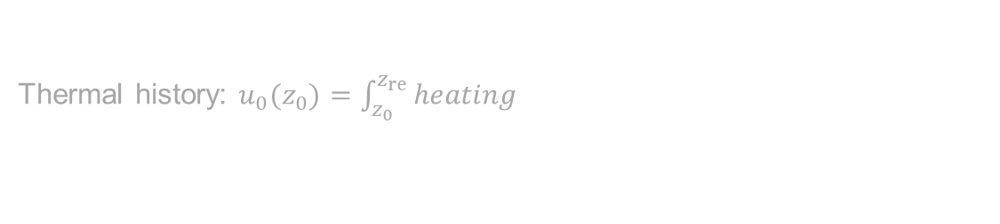 Thermal history: u₀(z₀) = ∫_{z₀}^{z_re} heating